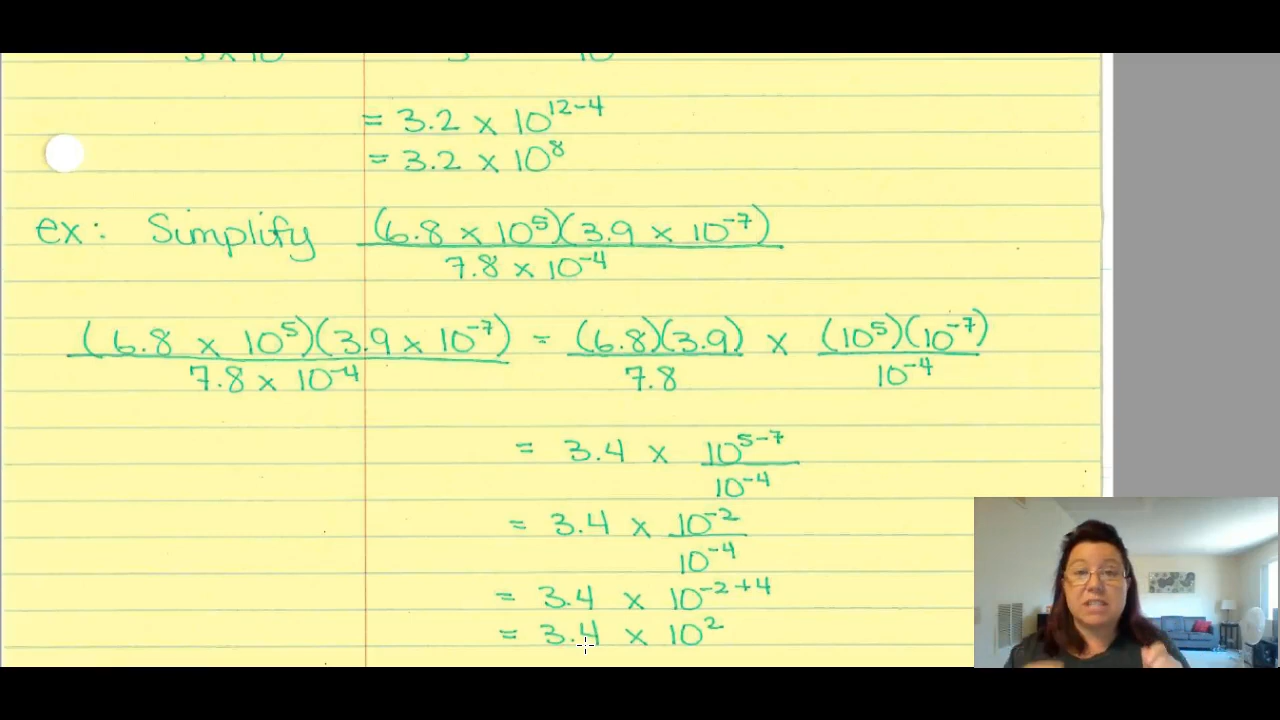 = 3.2 x 10^12-4
= 3.2 x 10^8
ex: Simplify (6.8 x 10^5)(3.9 x 10^-7) / 7.8 x 10^-4
(6.8 x 10^5)(3.9 x 10^-7) / 7.8 x 10^-4 = (6.8)(3.9) / 7.8 x (10^5)(10^-7) / 10^-4
= 3.4 x 10^5-7 / 10^-4
= 3.4 x 10^-2 / 10^-4
= 3.4 x 10^-2+4
= 3.4 x 10^2